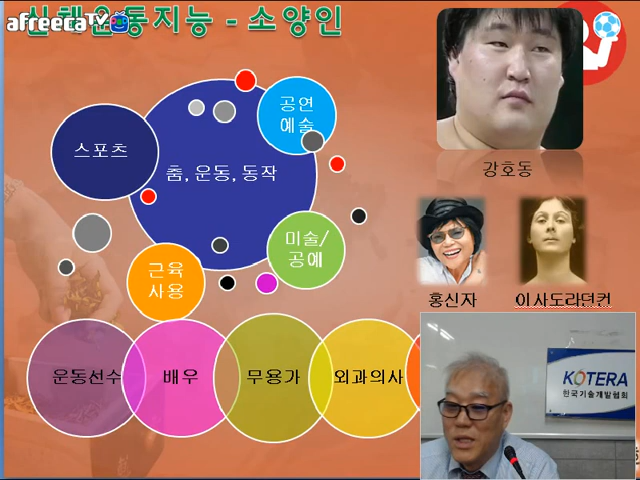 afreecaTV
신체운동지능 - 소양인
공연
예술
스포츠
춤, 운동, 동작
미술/
공예
근육
사용
강호동
홍신자
이사도라던컨
운동선수
배우
무용가
외과의사
KOTERA
한국기술개발협회